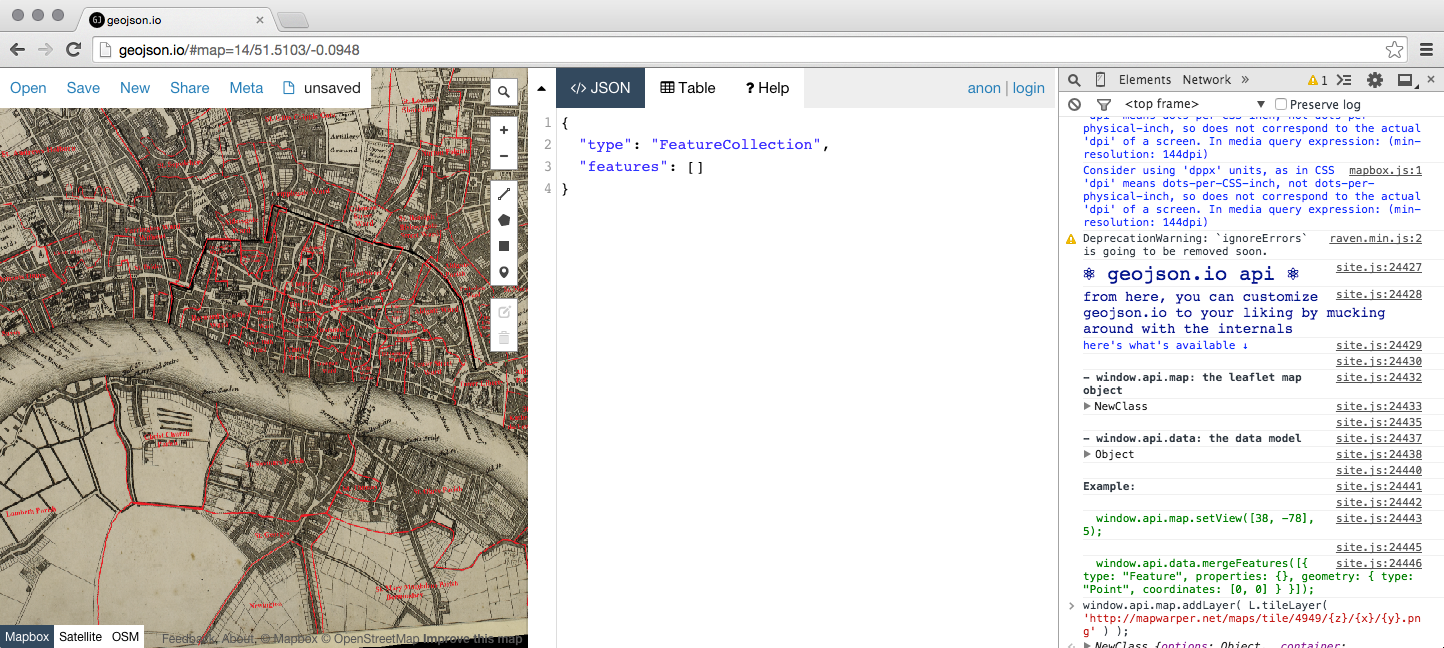 geojson.io
geojson.io/#map=14/51.5103/-0.0948
Open Save New Share Meta unsaved
</> JSON Table ? Help anon | login
1 {
2 "type": "FeatureCollection",
3 "features": []
4 }
Artillery
Ground
Christ Church
Lambeth Parish
Newington
Mapbox Satellite OSM
Feedback About, © Mapbox © OpenStreetMap Improve this map
Elements Network » 1
<top frame> Preserve log
'dpi' means dots-per-CSS-inch, not dots-per-
physical-inch, so does not correspond to the actual
'dpi' of a screen. In media query expression: (min-
resolution: 144dpi)
Consider using 'dppx' units, as in CSS mapbox.js:1
'dpi' means dots-per-CSS-inch, not dots-per-
physical-inch, so does not correspond to the actual
'dpi' of a screen. In media query expression: (min-
resolution: 144dpi)
DeprecationWarning: `ignoreErrors` raven.min.js:2
is going to be removed soon.
⚛ geojson.io api ⚛ site.js:24427
from here, you can customize site.js:24428
geojson.io to your liking by mucking
around with the internals
here's what's available ↓ site.js:24429
site.js:24430
- window.api.map: the leaflet map site.js:24432
object
NewClass site.js:24433
site.js:24435
- window.api.data: the data model site.js:24437
Object site.js:24438
site.js:24440
Example: site.js:24441
site.js:24442
window.api.map.setView([38, -78], site.js:24443
5);
site.js:24445
window.api.data.mergeFeatures([{ site.js:24446
type: "Feature", properties: {}, geometry: { type:
"Point", coordinates: [0, 0] } }]);
window.api.map.addLayer( L.tileLayer(
'http://mapwarper.net/maps/tile/4949/{z}/{x}/{y}.pn
g' ) );
NewClass {options: Object, _container: